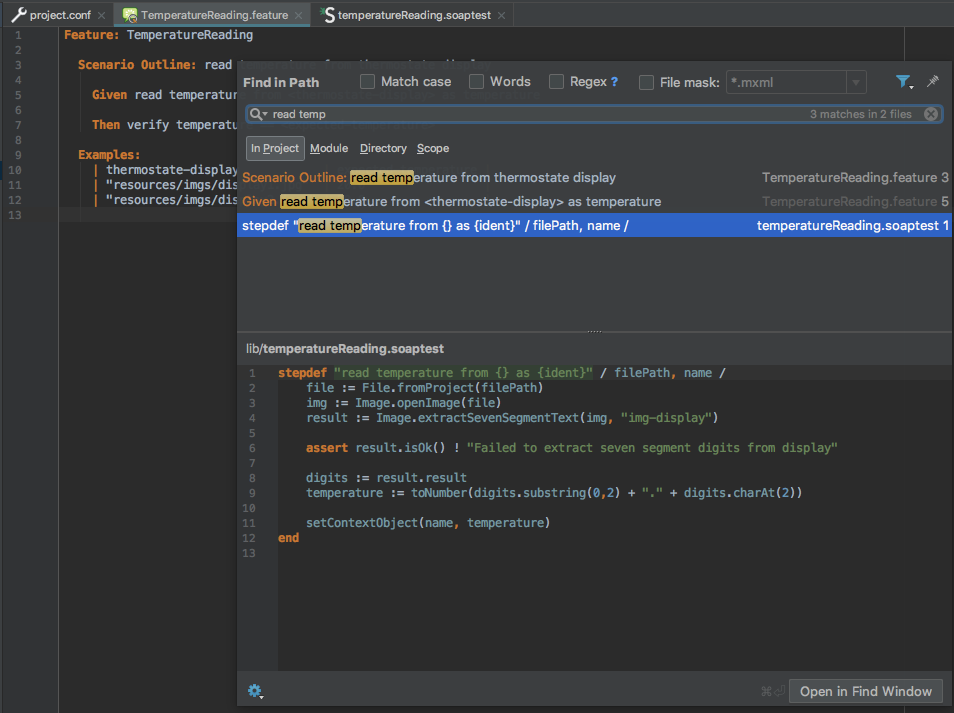 project.conf TemperatureReading.feature temperatureReading.soaptest
1 Feature: TemperatureReading
2
3 Scenario Outline: read
4
5 Given read temperatur
6
7 Then verify temperatu
8
9 Examples:
10 | thermostate-display
11 | "resources/imgs/dis
12 | "resources/imgs/dis
13
Find in Path Match case Words Regex ? File mask: *.mxml
read temp 3 matches in 2 files
In Project Module Directory Scope
Scenario Outline: read temperature from thermostate display TemperatureReading.feature 3
Given read temperature from <thermostate-display> as temperature TemperatureReading.feature 5
stepdef "read temperature from {} as {ident}" / filePath, name / temperatureReading.soaptest 1
lib/temperatureReading.soaptest
1 stepdef "read temperature from {} as {ident}" / filePath, name /
2 file := File.fromProject(filePath)
3 img := Image.openImage(file)
4 result := Image.extractSevenSegmentText(img, "img-display")
5
6 assert result.isOk() ! "Failed to extract seven segment digits from display"
7
8 digits := result.result
9 temperature := toNumber(digits.substring(0,2) + "." + digits.charAt(2))
10
11 setContextObject(name, temperature)
12 end
13
⌘⏎ Open in Find Window